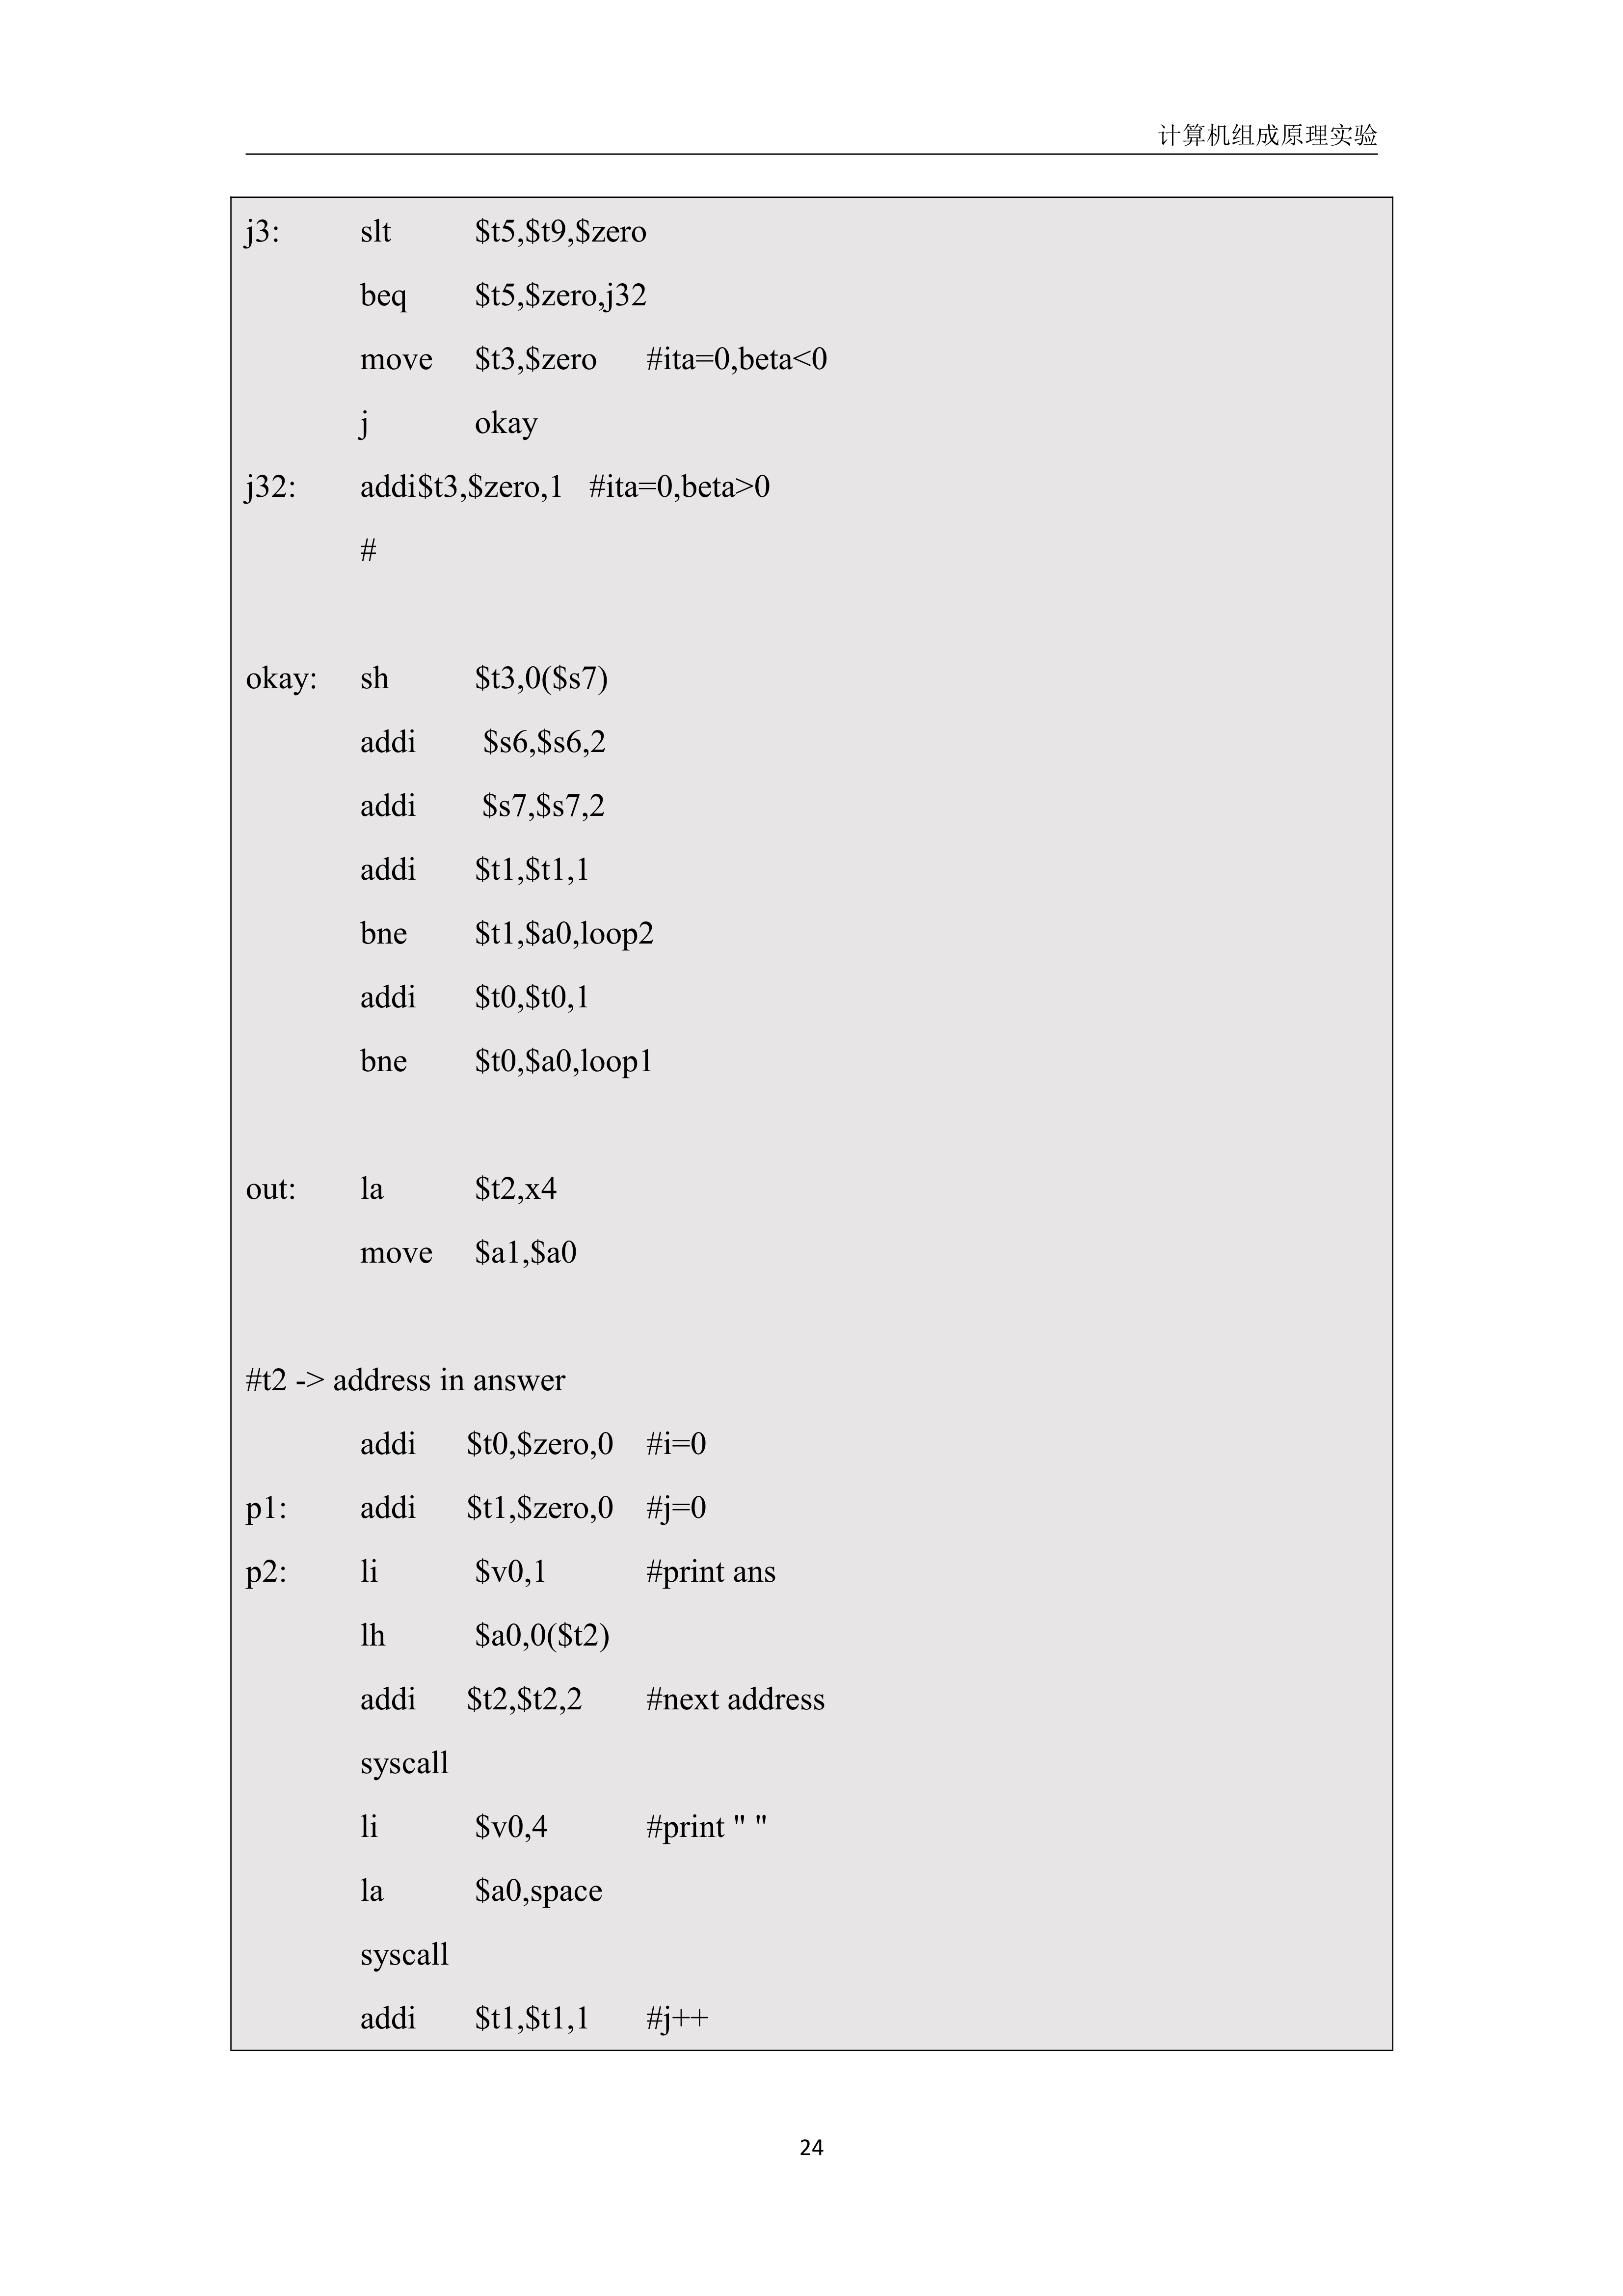 计算机组成原理实验
j3: slt $t5,$t9,$zero
beq $t5,$zero,j32
move $t3,$zero #ita=0,beta<0
j okay
j32: addi$t3,$zero,1 #ita=0,beta>0
#
okay: sh $t3,0($s7)
addi $s6,$s6,2
addi $s7,$s7,2
addi $t1,$t1,1
bne $t1,$a0,loop2
addi $t0,$t0,1
bne $t0,$a0,loop1
out: la $t2,x4
move $a1,$a0
#t2 -> address in answer
addi $t0,$zero,0 #i=0
p1: addi $t1,$zero,0 #j=0
p2: li $v0,1 #print ans
lh $a0,0($t2)
addi $t2,$t2,2 #next address
syscall
li $v0,4 #print " "
la $a0,space
syscall
addi $t1,$t1,1 #j++
24